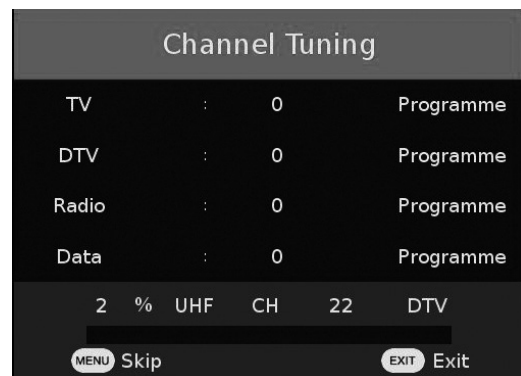 Channel Tuning
TV : 0 Programme
DTV : 0 Programme
Radio : 0 Programme
Data : 0 Programme
2 % UHF CH 22 DTV
MENU Skip EXIT Exit